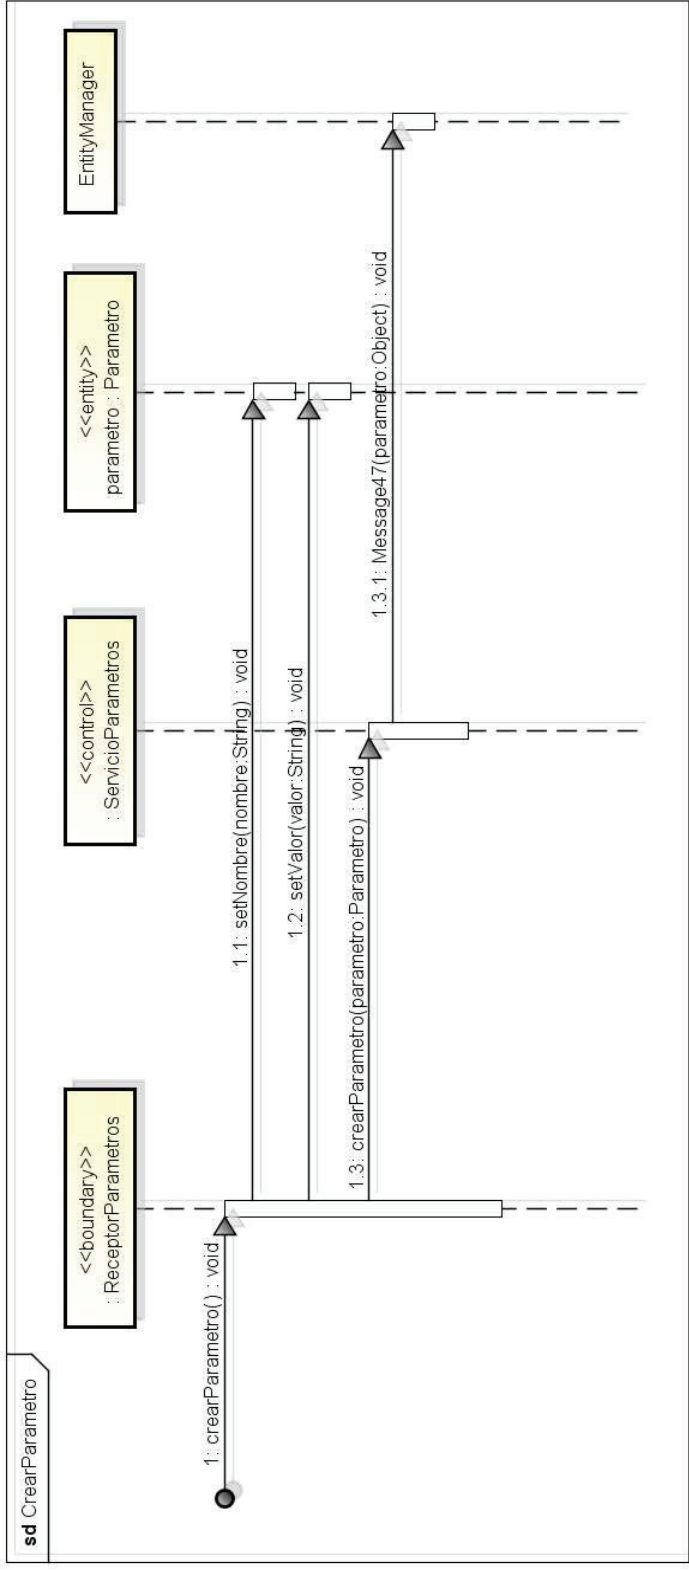 sd CrearParametro
<<boundary>>
: ReceptorParametros
<<control>>
: ServicioParametros
<<entity>>
parametro : Parametro
EntityManager
1: crearParametro() : void
1.1: setNombre(nombre:String) : void
1.2: setValor(valor:String) : void
1.3: crearParametro(parametro:Parametro) : void
1.3.1: Message47(parametro:Object) : void